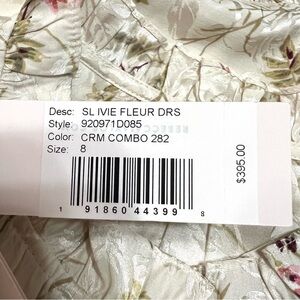 Desc: SL IVIE FLEUR DRS
Style: 920971D085
Color: CRM COMBO 282
Size: 8
$395.00
1 91860 44399 8